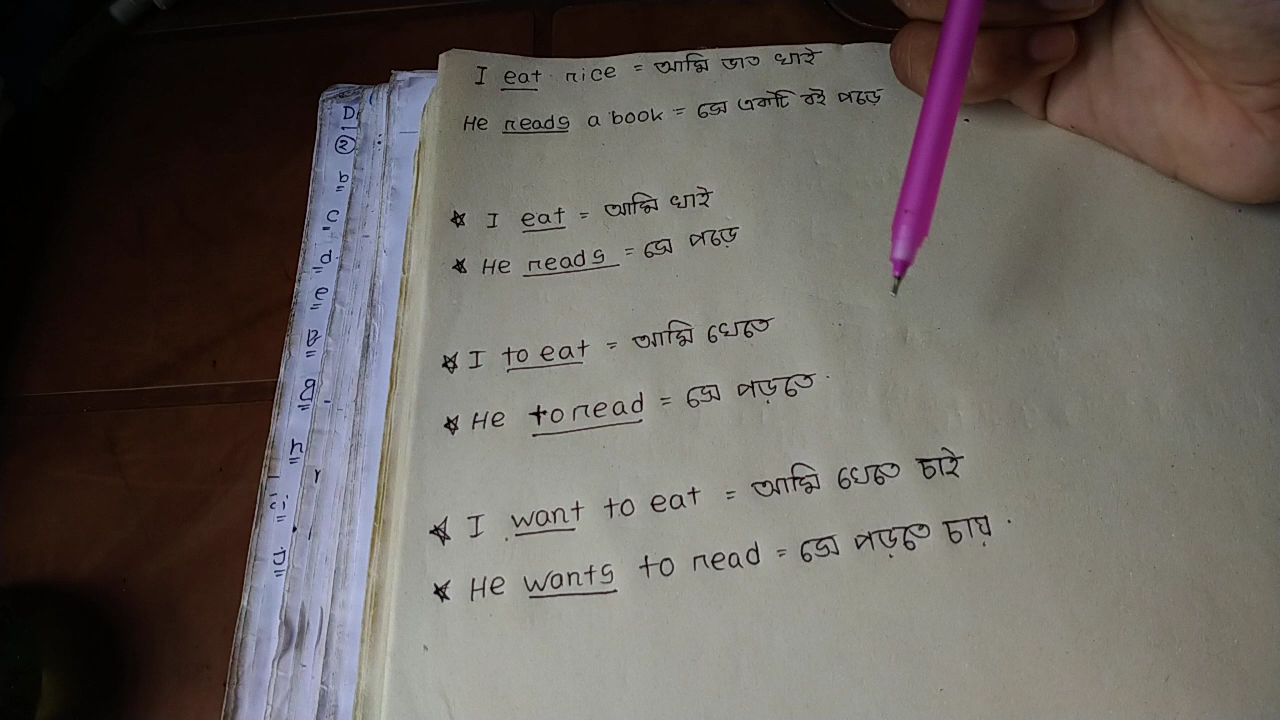 I eat rice = আমি ভাত খাই
He reads a book = সে একটি বই পড়ে
* I eat = আমি খাই
* He reads = সে পড়ে
* I to eat = আমি খেতে
* He to read = সে পড়তে
* I want to eat = আমি খেতে চাই
* He wants to read = সে পড়তে চায়